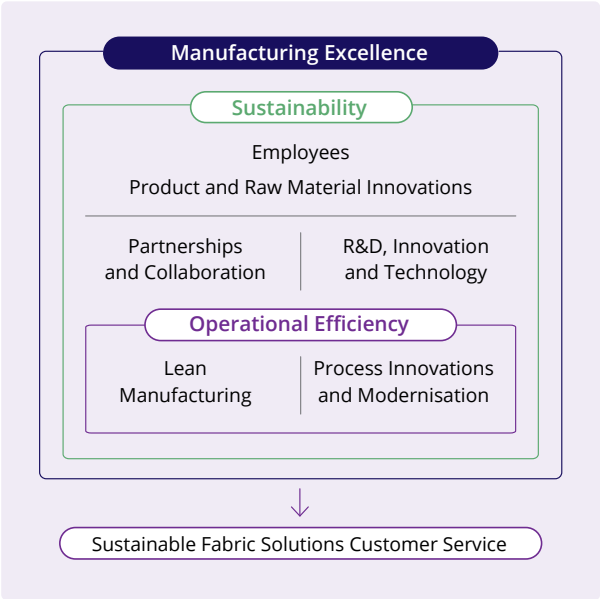 Manufacturing Excellence
Sustainability
Employees
Product and Raw Material Innovations
Partnerships
and Collaboration
R&D, Innovation
and Technology
Operational Efficiency
Lean
Manufacturing
Process Innovations
and Modernisation
Sustainable Fabric Solutions Customer Service